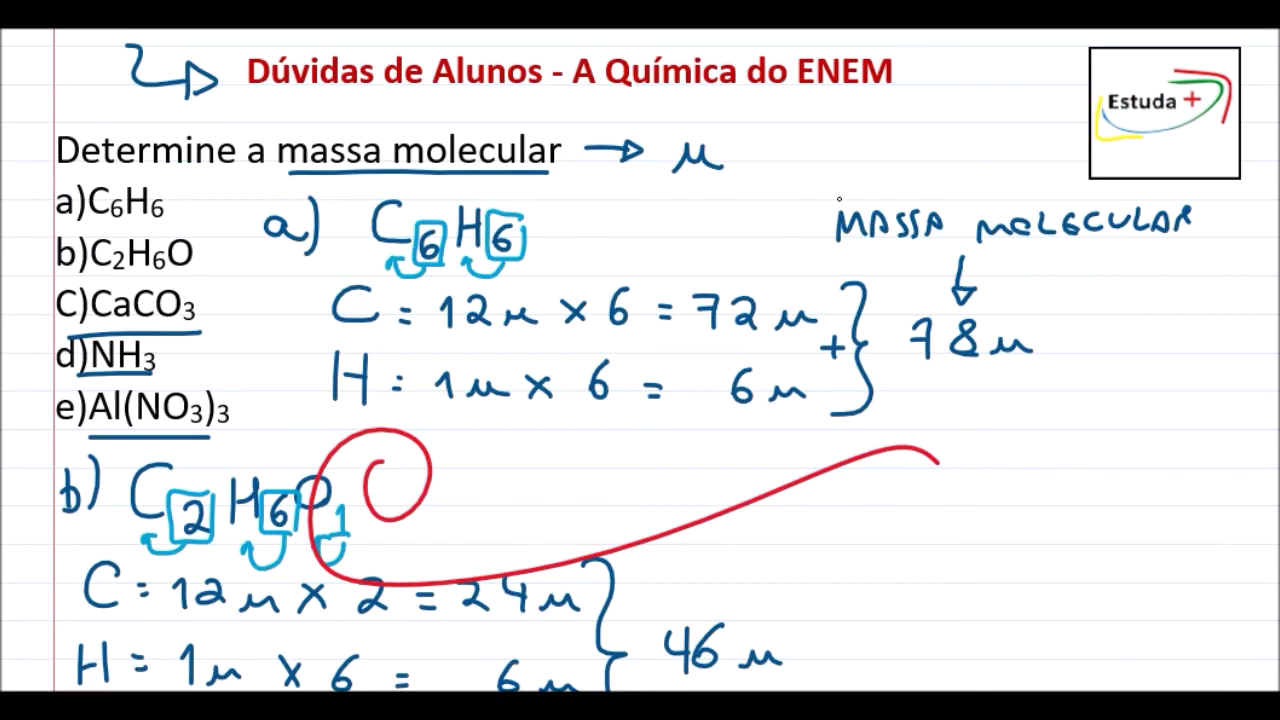 Dúvidas de Alunos - A Química do ENEM
Estuda +
Determine a massa molecular → u
a)C₆H₆
b)C₂H₆O
C)CaCO₃
d)NH₃
e)Al(NO₃)₃
a) C₆H₆
MASSA MOLECULAR
C = 12u x 6 = 72u
+
78u
H = 1u x 6 = 6u
b) C₂H₆O₁
C = 12u x 2 = 24u
H = 1u x 6 = 6u
46u